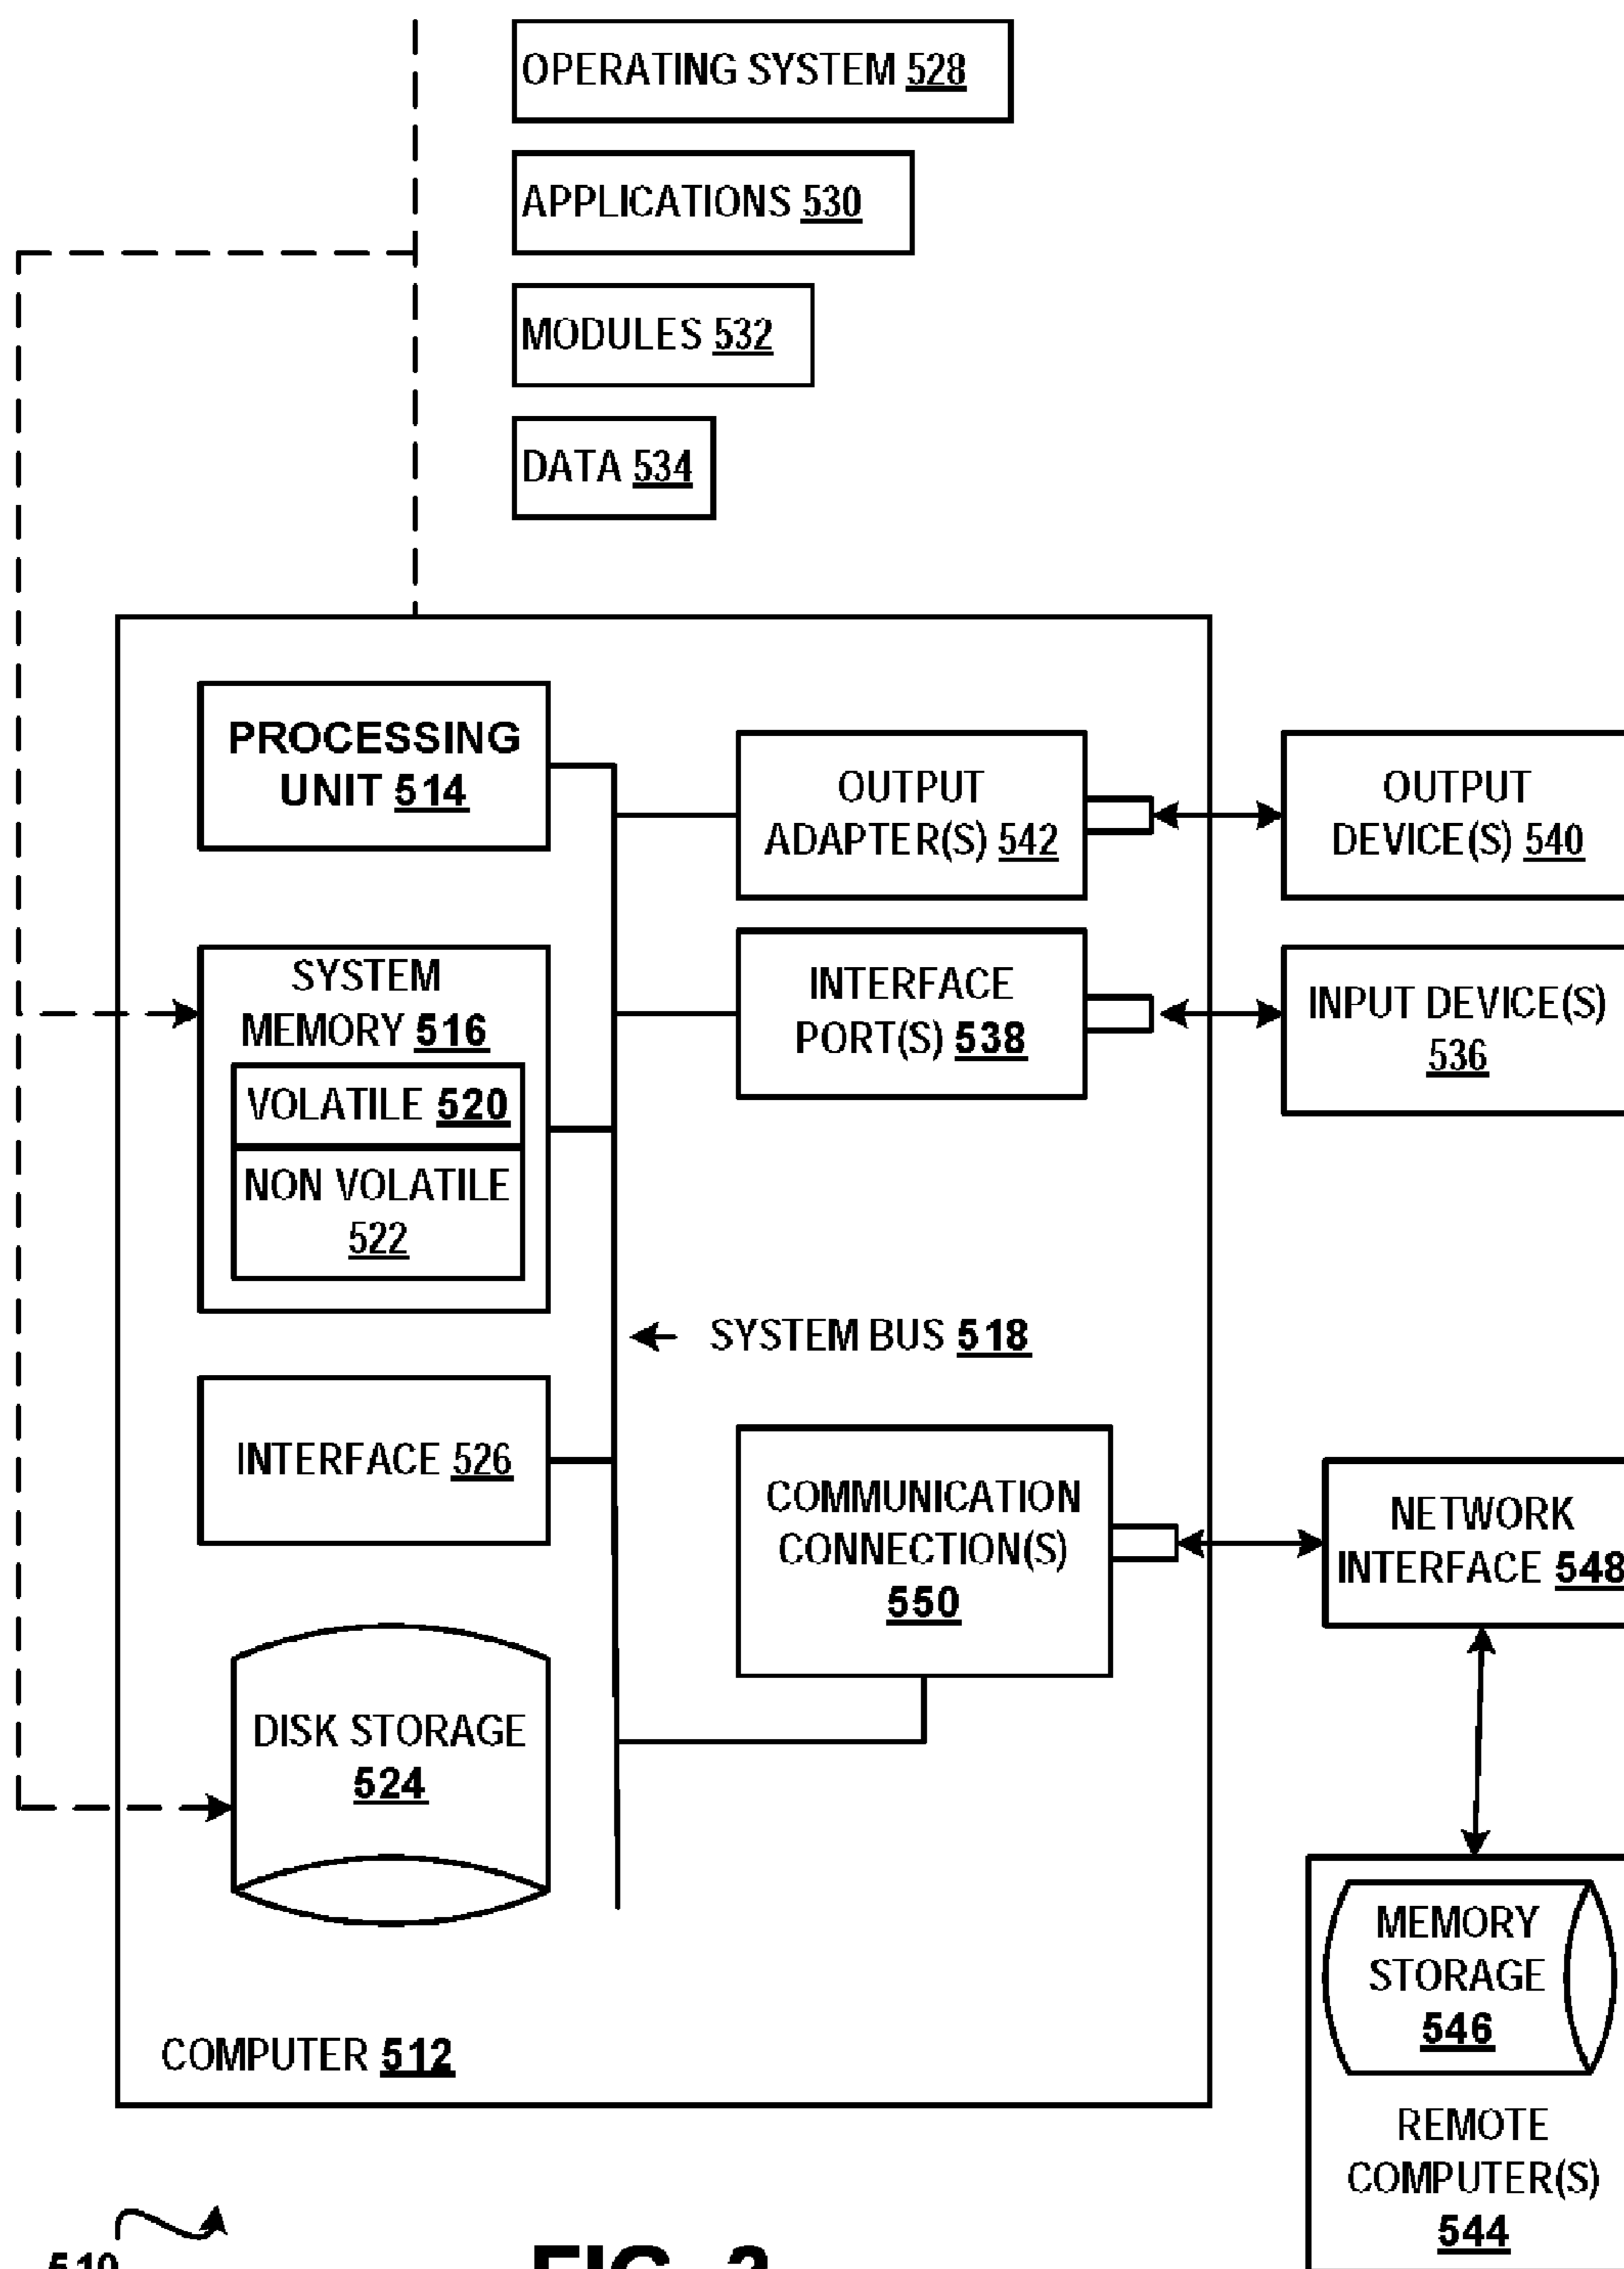 OPERATING SYSTEM 528
APPLICATIONS 530
MODULES 532
DATA 534
PROCESSING
UNIT 514
OUTPUT
ADAPTER(S) 542
OUTPUT
DEVICE(S) 540
SYSTEM
MEMORY 516
VOLATILE 520
NON VOLATILE
522
INTERFACE
PORT(S) 538
INPUT DEVICE(S)
536
SYSTEM BUS 518
INTERFACE 526
COMMUNICATION
CONNECTION(S)
550
NETWORK
INTERFACE 548
DISK STORAGE
524
MEMORY
STORAGE
546
REMOTE
COMPUTER(S)
544
COMPUTER 512
FIG.